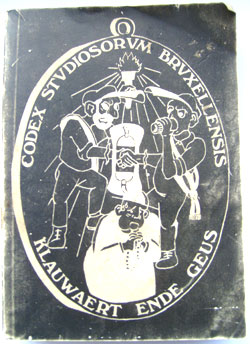 CODEX STVDIOSORVM BRVXELLENSIS
KLAUWAERT ENDE GEUS